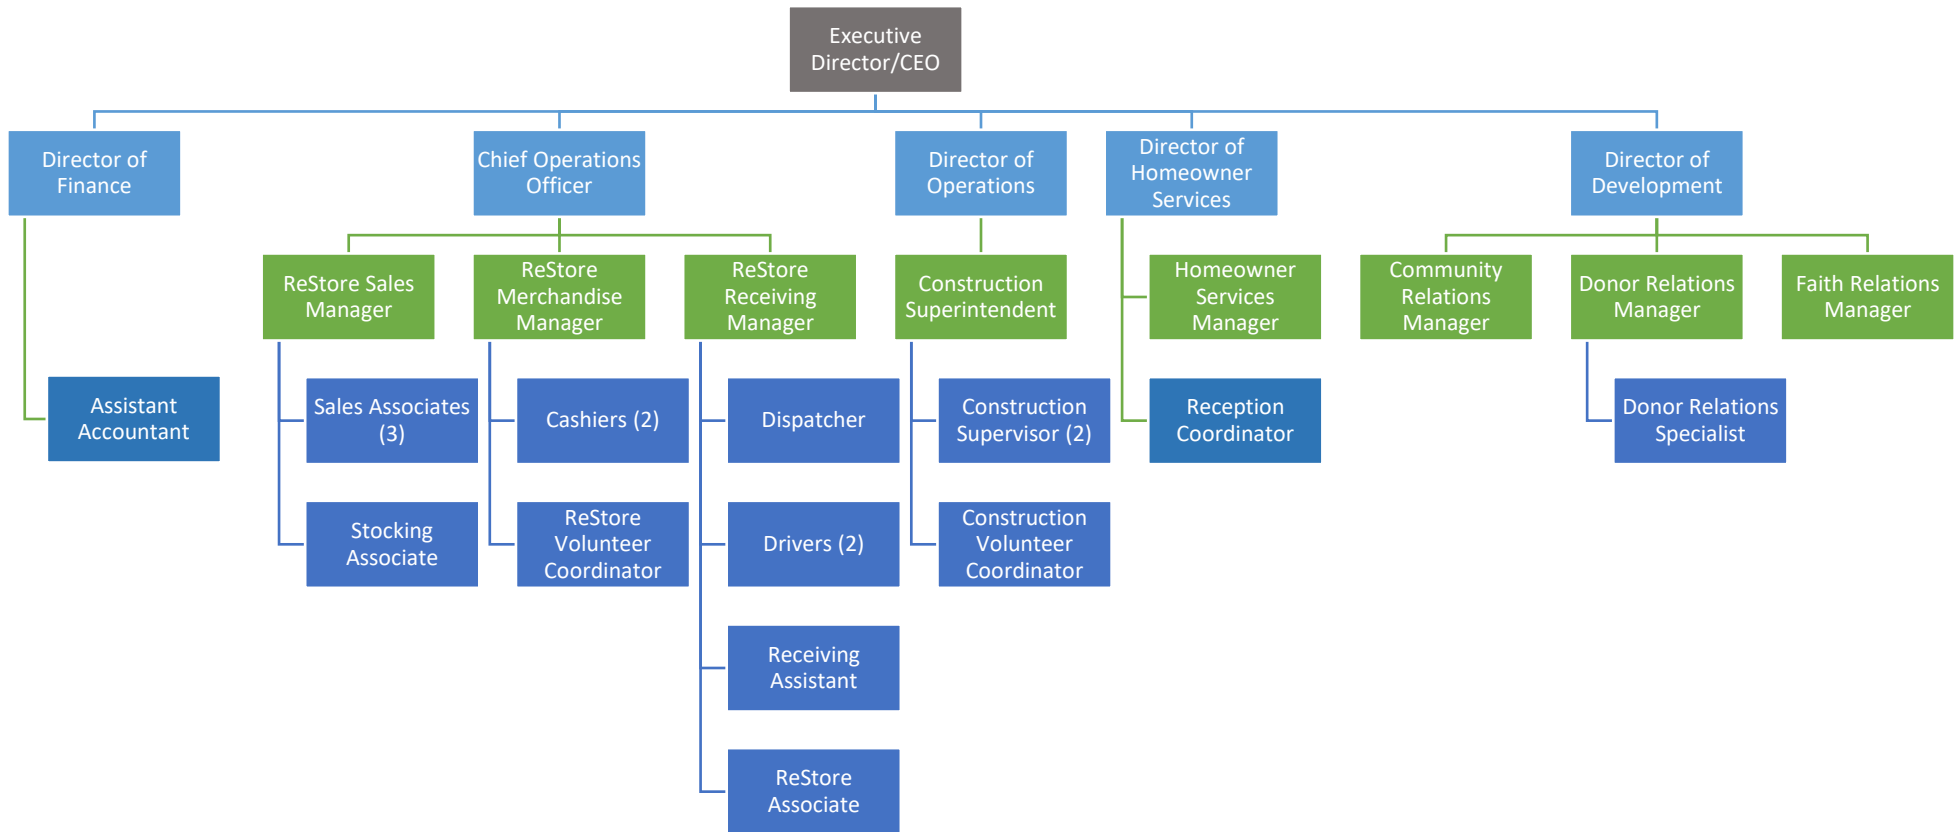 Executive
Director/CEO
Director of
Finance
Chief Operations
Officer
Director of
Operations
Director of
Homeowner
Services
Director of
Development
ReStore Sales
Manager
ReStore
Merchandise
Manager
ReStore
Receiving
Manager
Construction
Superintendent
Homeowner
Services
Manager
Community
Relations
Manager
Donor Relations
Manager
Faith Relations
Manager
Assistant
Accountant
Sales Associates
(3)
Cashiers (2)
Dispatcher
Construction
Supervisor (2)
Reception
Coordinator
Donor Relations
Specialist
Stocking
Associate
ReStore
Volunteer
Coordinator
Drivers (2)
Construction
Volunteer
Coordinator
Receiving
Assistant
ReStore
Associate